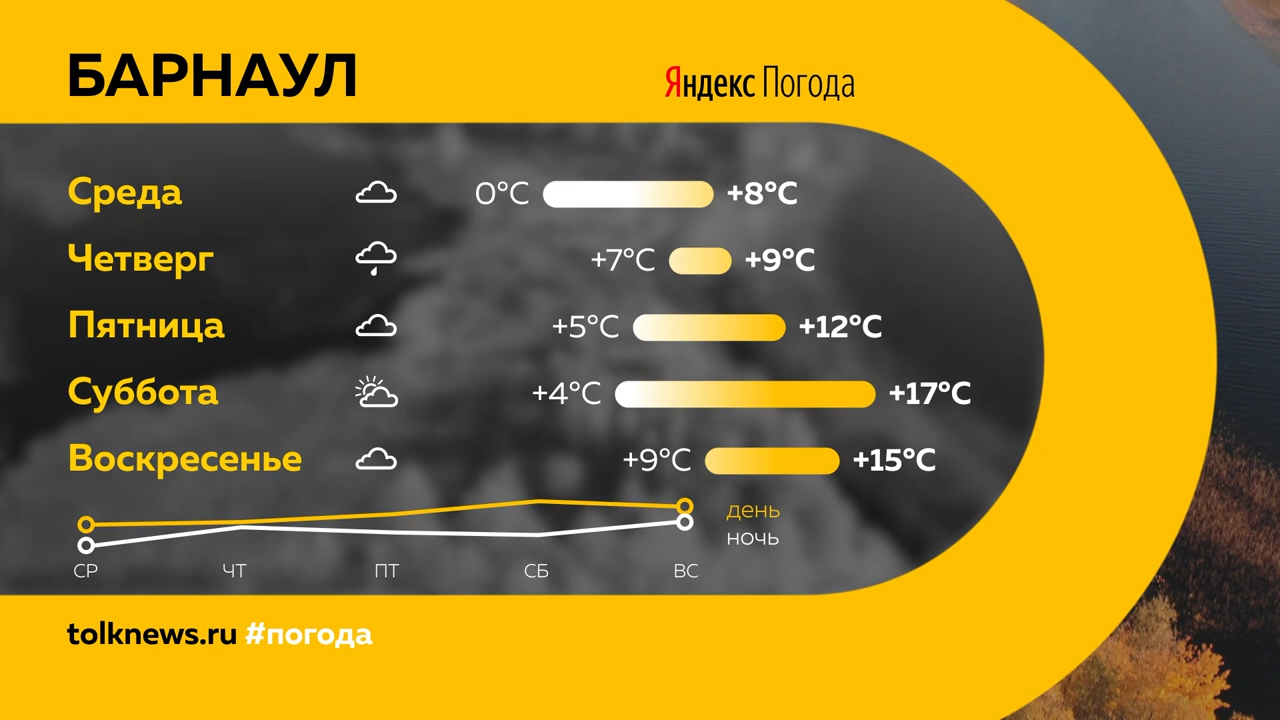 БАРНАУЛ
Яндекс Погода
Среда 0°C +8°C
Четверг +7°C +9°C
Пятница +5°C +12°C
Суббота +4°C +17°C
Воскресенье +9°C +15°C
день
ночь
СР ЧТ ПТ СБ ВС
tolknews.ru #погода